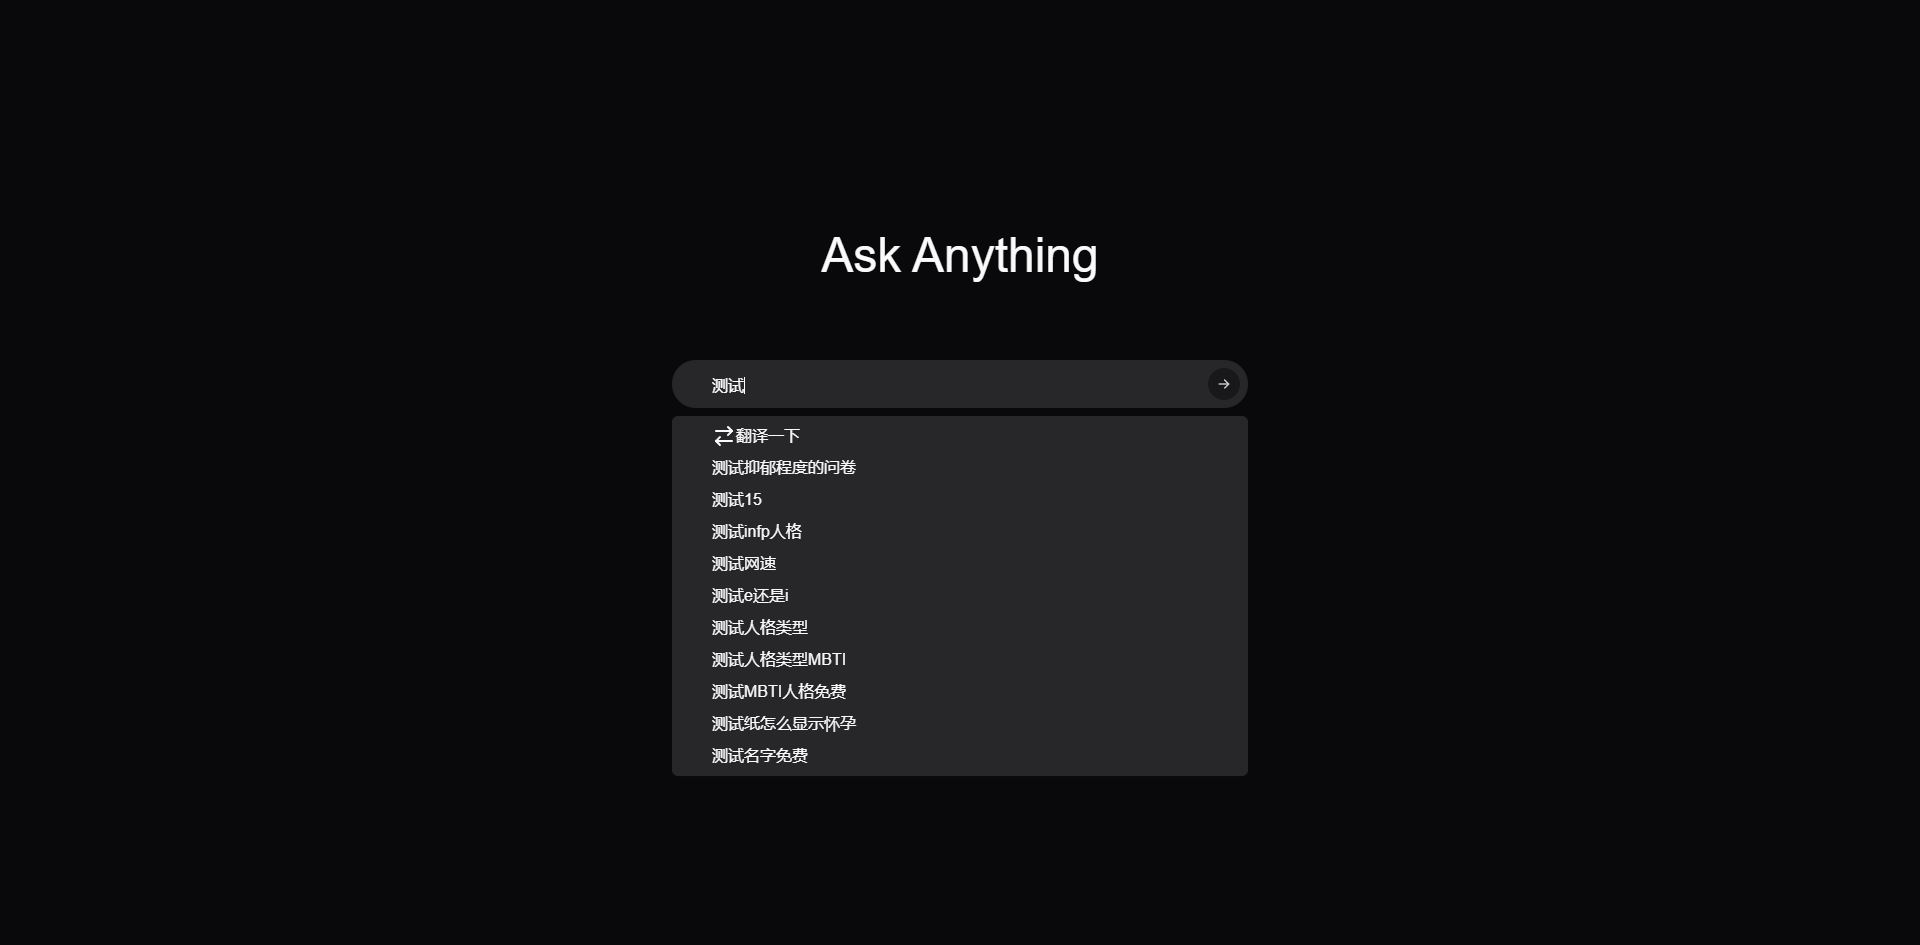 Ask Anything
测试
翻译一下
测试抑郁程度的问卷
测试15
测试infp人格
测试网速
测试e还是i
测试人格类型
测试人格类型MBTI
测试MBTI人格免费
测试纸怎么显示怀孕
测试名字免费